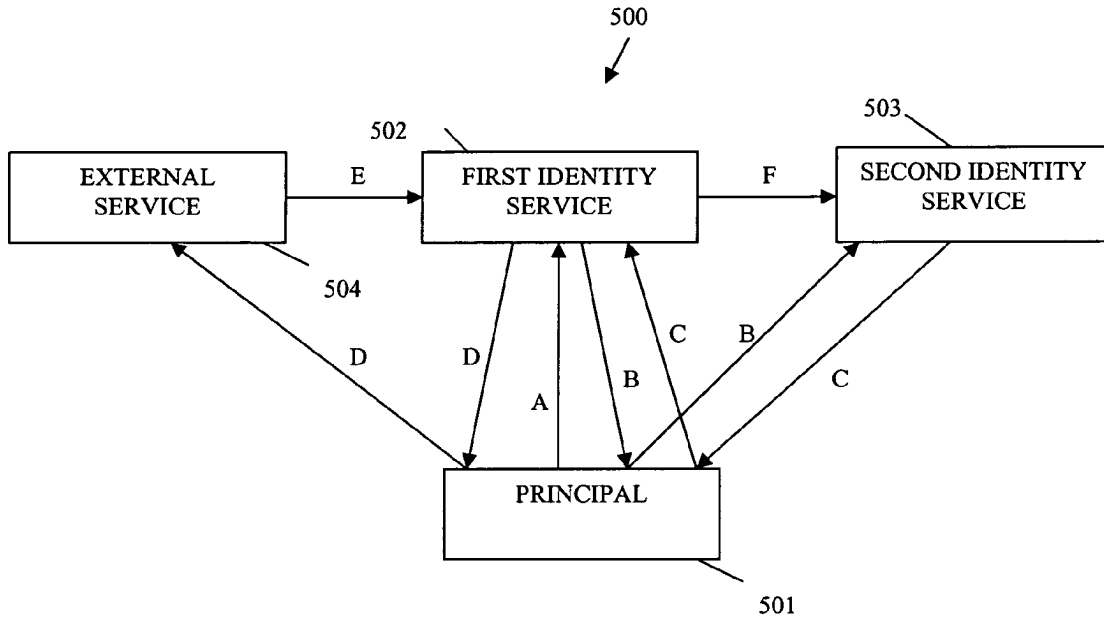 500
502
503
EXTERNAL
SERVICE
E
FIRST IDENTITY
SERVICE
F
SECOND IDENTITY
SERVICE
504
D
D
A
B
C
B
C
PRINCIPAL
501